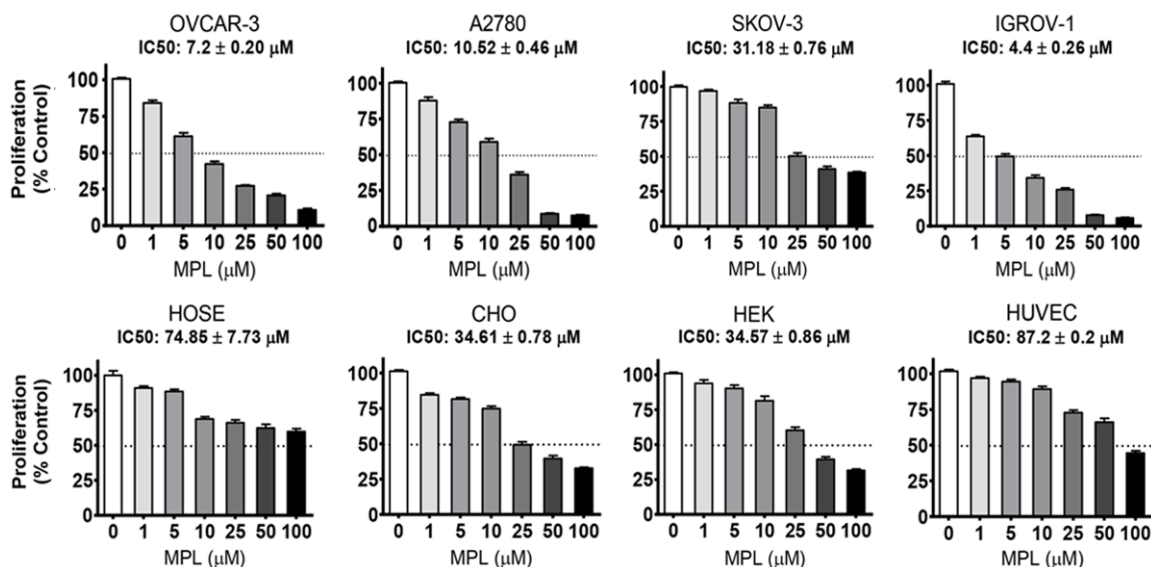 OVCAR-3
IC50: 7.2 ± 0.20 μM
A2780
IC50: 10.52 ± 0.46 μM
SKOV-3
IC50: 31.18 ± 0.76 μM
IGROV-1
IC50: 4.4 ± 0.26 μM
Proliferation
(% Control)
100
75
50
25
0
0 1 5 10 25 50 100
MPL (μM)
100
75
50
25
0
0 1 5 10 25 50 100
MPL (μM)
100
75
50
25
0
0 1 5 10 25 50 100
MPL (μM)
100
75
50
25
0
0 1 5 10 25 50 100
MPL (μM)
HOSE
IC50: 74.85 ± 7.73 μM
CHO
IC50: 34.61 ± 0.78 μM
HEK
IC50: 34.57 ± 0.86 μM
HUVEC
IC50: 87.2 ± 0.2 μM
Proliferation
(% Control)
100
75
50
25
0
0 1 5 10 25 50 100
MPL (μM)
100
75
50
25
0
0 1 5 10 25 50 100
MPL (μM)
100
75
50
25
0
0 1 5 10 25 50 100
MPL (μM)
100
75
50
25
0
0 1 5 10 25 50 100
MPL (μM)